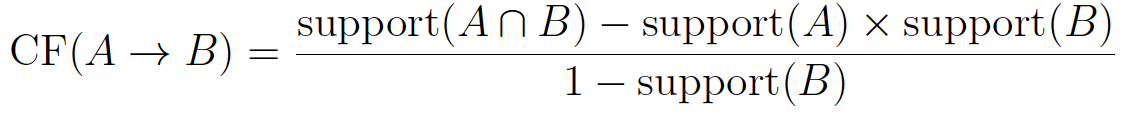 CF(A → B) = support(A ∩ B) − support(A) × support(B) / 1 − support(B)